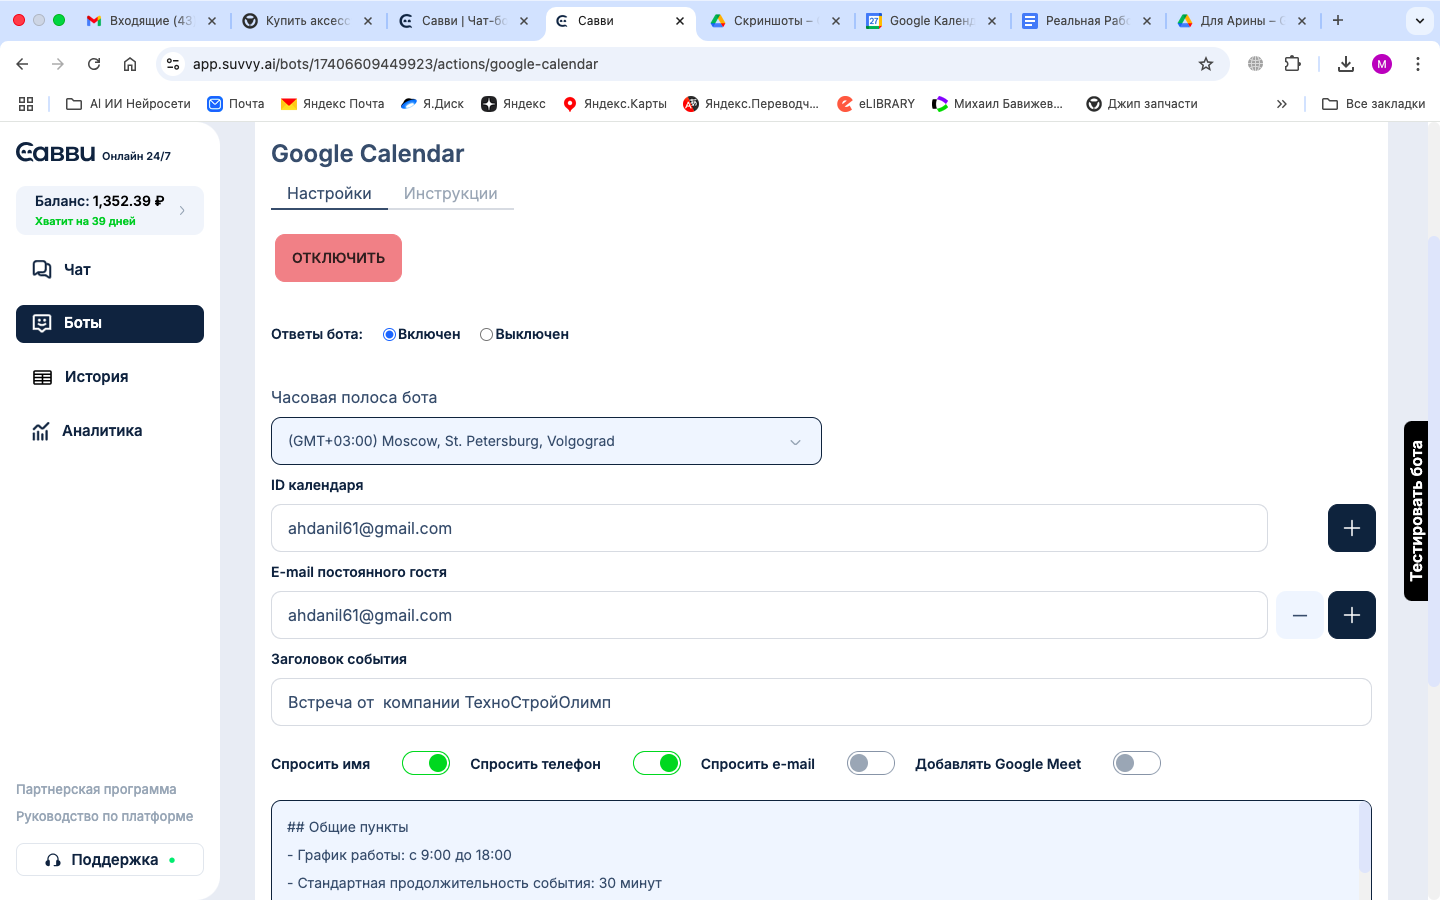 Входящие (43
Купить аксесс
Савви | Чат-бо
Савви
Скриншоты –
Google Календ
Реальная Раб
Для Арины –
app.suvvy.ai/bots/17406609449923/actions/google-calendar
M
AI ИИ Нейросети
Почта
Яндекс Почта
Я.Диск
Яндекс
Яндекс.Карты
Яндекс.Переводч...
eLIBRARY
Михаил Бавижев...
Джип запчасти
Все закладки
Савви Онлайн 24/7
Баланс: 1,352.39 ₽
Хватит на 39 дней
Чат
Боты
История
Аналитика
Партнерская программа
Руководство по платформе
Поддержка
Google Calendar
Настройки
Инструкции
ОТКЛЮЧИТЬ
Ответы бота: Включен Выключен
Часовая полоса бота
(GMT+03:00) Moscow, St. Petersburg, Volgograd
ID календаря
ahdanil61@gmail.com
E-mail постоянного гостя
ahdanil61@gmail.com
Заголовок события
Встреча от  компании ТехноСтройОлимп
Спросить имя Спросить телефон Спросить e-mail Добавлять Google Meet
## Общие пункты
- График работы: с 9:00 до 18:00
- Стандартная продолжительность события: 30 минут
Тестировать бота